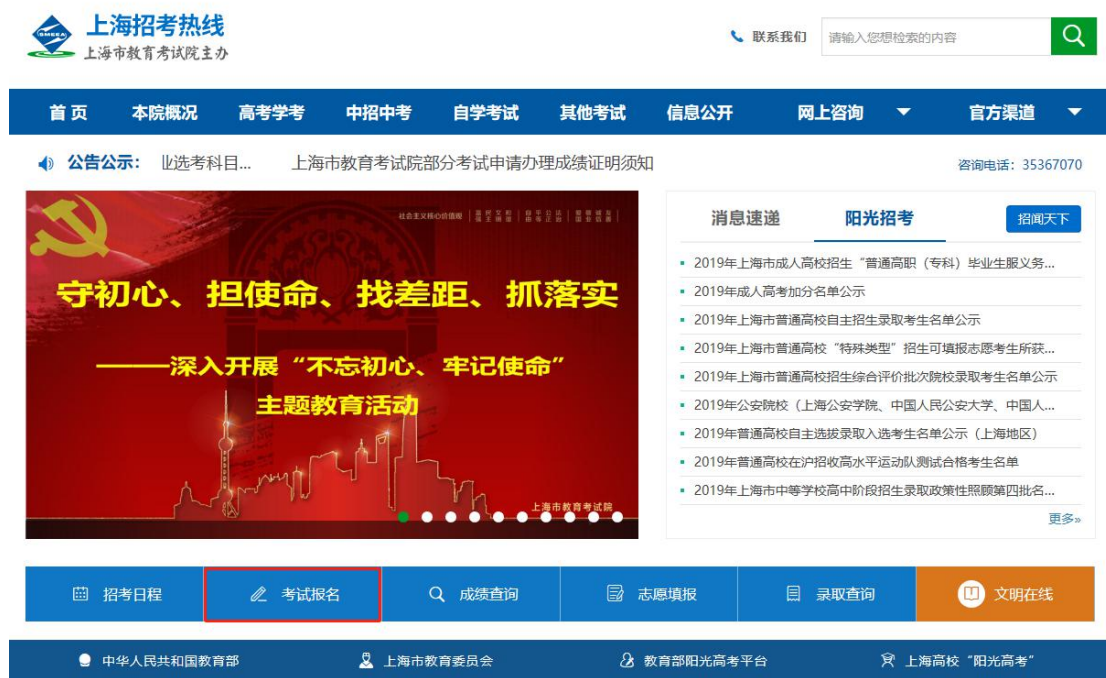 SMEEA
上海招考热线
上海市教育考试院主办
联系我们
请输入您想检索的内容
首页 本院概况 高考学考 中招中考 自学考试 其他考试 信息公开 网上咨询 官方渠道
公告公示： 业选考科目... 上海市教育考试院部分考试申请办理成绩证明须知
咨询电话：35367070
社会主义核心价值观
守初心、担使命、找差距、抓落实
——深入开展“不忘初心、牢记使命”
主题教育活动
上海市教育考试院
消息速递 阳光招考 招闻天下
2019年上海市成人高校招生“普通高职（专科）毕业生服义务...
2019年成人高考加分名单公示
2019年上海市普通高校自主招生录取考生名单公示
2019年上海市普通高校“特殊类型”招生可填报志愿考生所获...
2019年上海市普通高校招生综合评价批次院校录取考生名单公示
2019年公安院校（上海公安学院、中国人民公安大学、中国人...
2019年普通高校自主选拔录取入选考生名单公示（上海地区）
2019年普通高校在沪招收高水平运动队测试合格考生名单
2019年上海市中等学校高中阶段招生录取政策性照顾第四批名...
更多»
招考日程 考试报名 成绩查询 志愿填报 录取查询 文明在线
中华人民共和国教育部 上海市教育委员会 教育部阳光高考平台 上海高校“阳光高考”